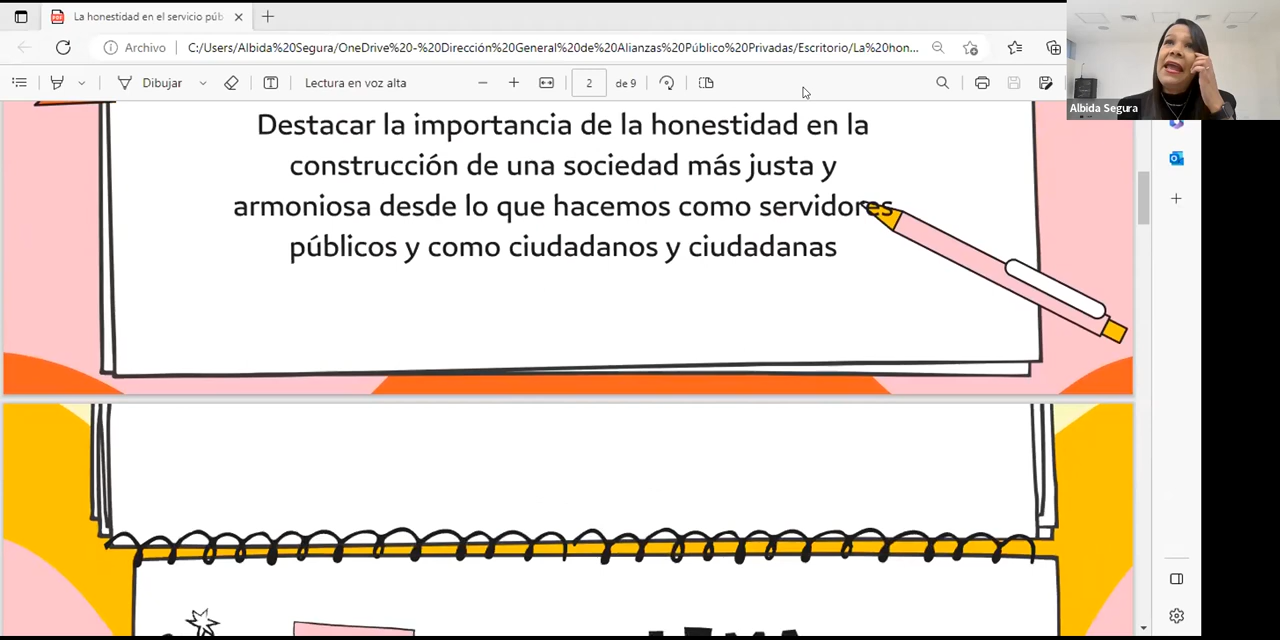 La honestidad en el servicio púb
Archivo
C:/Users/Albida%20Segura/OneDrive%20-%20Dirección%20General%20de%20Alianzas%20Público%20Privadas/Escritorio/La%20hon...
Dibujar
Lectura en voz alta
2 de 9
Albida Segura
Destacar la importancia de la honestidad en la
construcción de una sociedad más justa y
armoniosa desde lo que hacemos como servidores
públicos y como ciudadanos y ciudadanas